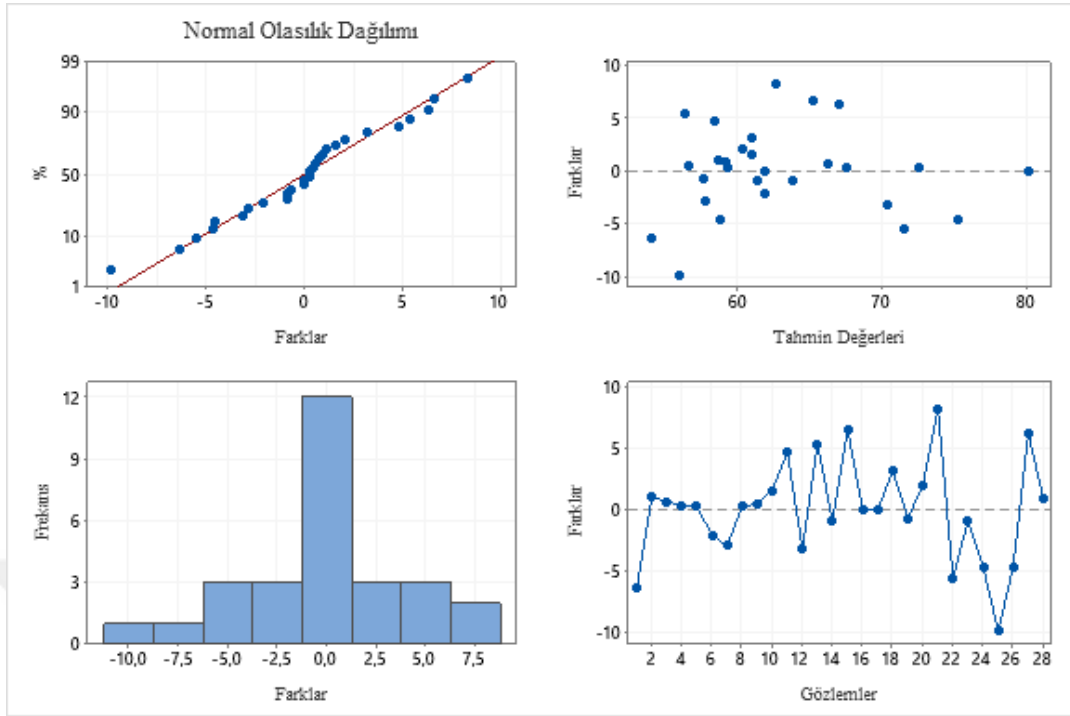 Normal Olasılık Dağılımı
99
90
50
10
1
%
-10 -5 0 5 10
Farklar
10
5
0
-5
-10
Farklar
60 70 80
Tahmin Değerleri
12
9
6
3
0
Frekans
-10,0 -7,5 -5,0 -2,5 0,0 2,5 5,0 7,5
Farklar
10
5
0
-5
-10
Farklar
2 4 6 8 10 12 14 16 18 20 22 24 26 28
Gözlemler